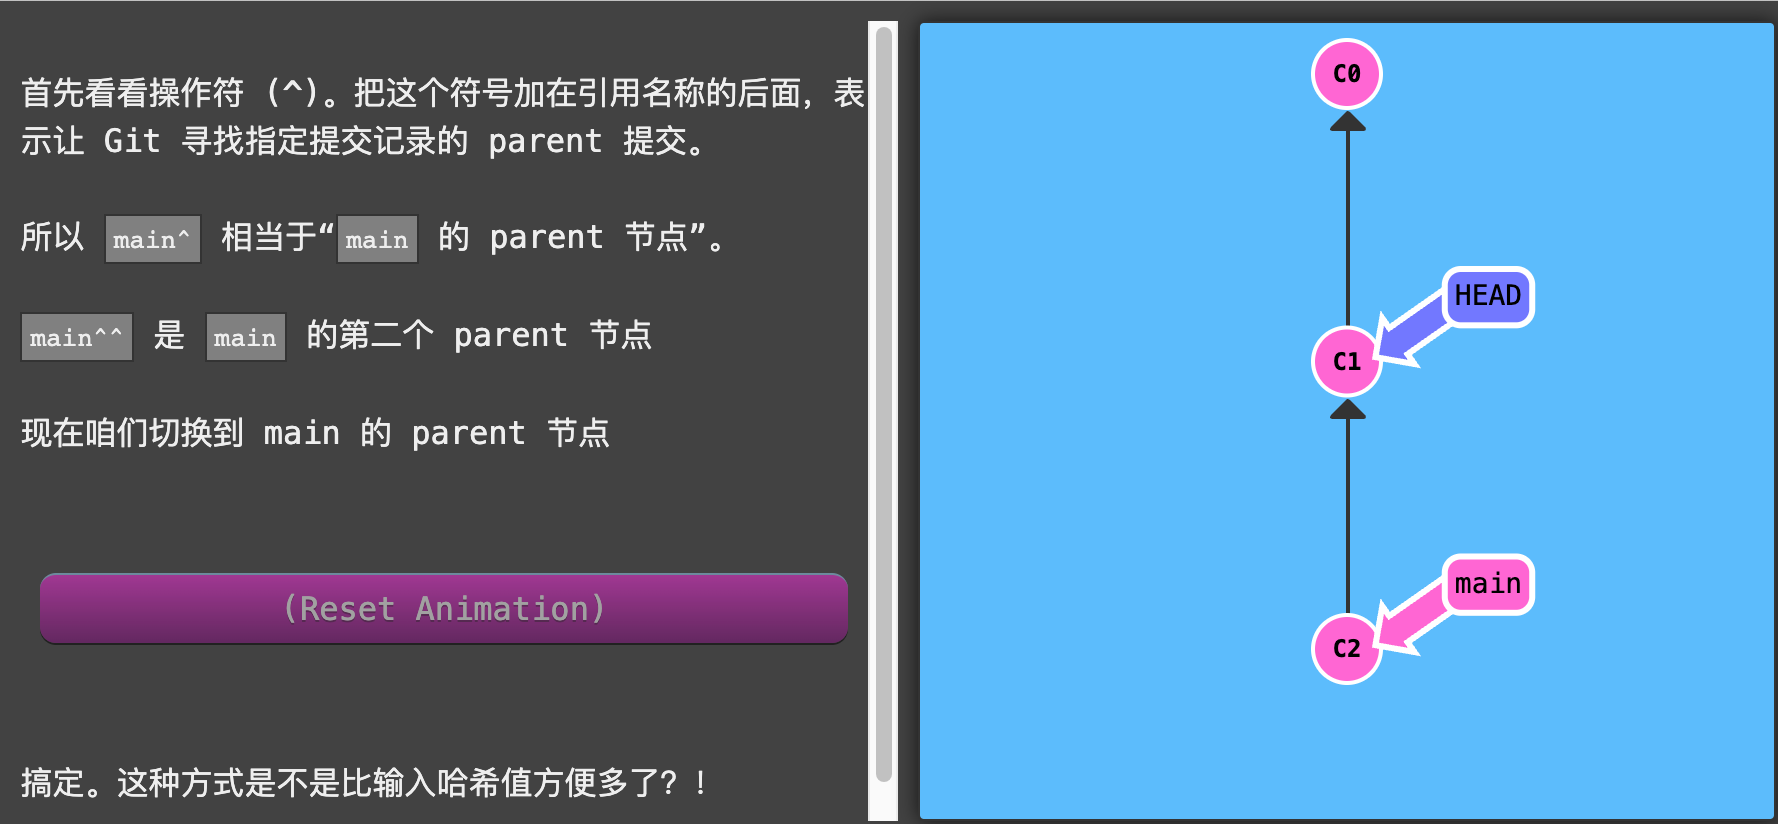 首先看看操作符 (^)。把这个符号加在引用名称的后面，表
示让 Git 寻找指定提交记录的 parent 提交。
所以 main^ 相当于“main 的 parent 节点”。
main^^ 是 main 的第二个 parent 节点
现在咱们切换到 main 的 parent 节点
(Reset Animation)
搞定。这种方式是不是比输入哈希值方便多了？！
C0
HEAD
C1
main
C2